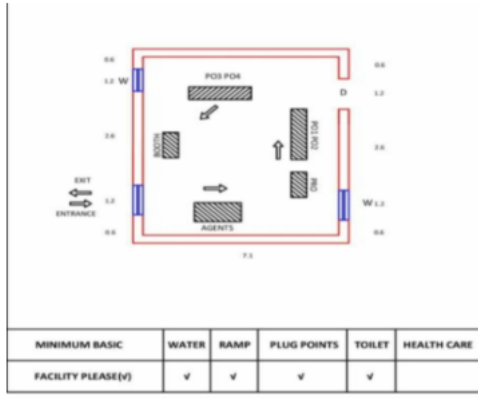 0.6
0.6
1.2 W
PO3 PO4
D
1.2
2.6
BOOTH
PO1 PO2
2.6
EXIT
ENTRANCE
1.2
PRO
W 1.2
0.6
AGENTS
0.6
7.1
MINIMUM BASIC WATER RAMP PLUG POINTS TOILET HEALTH CARE
FACILITY PLEASE(√) √ √ √ √